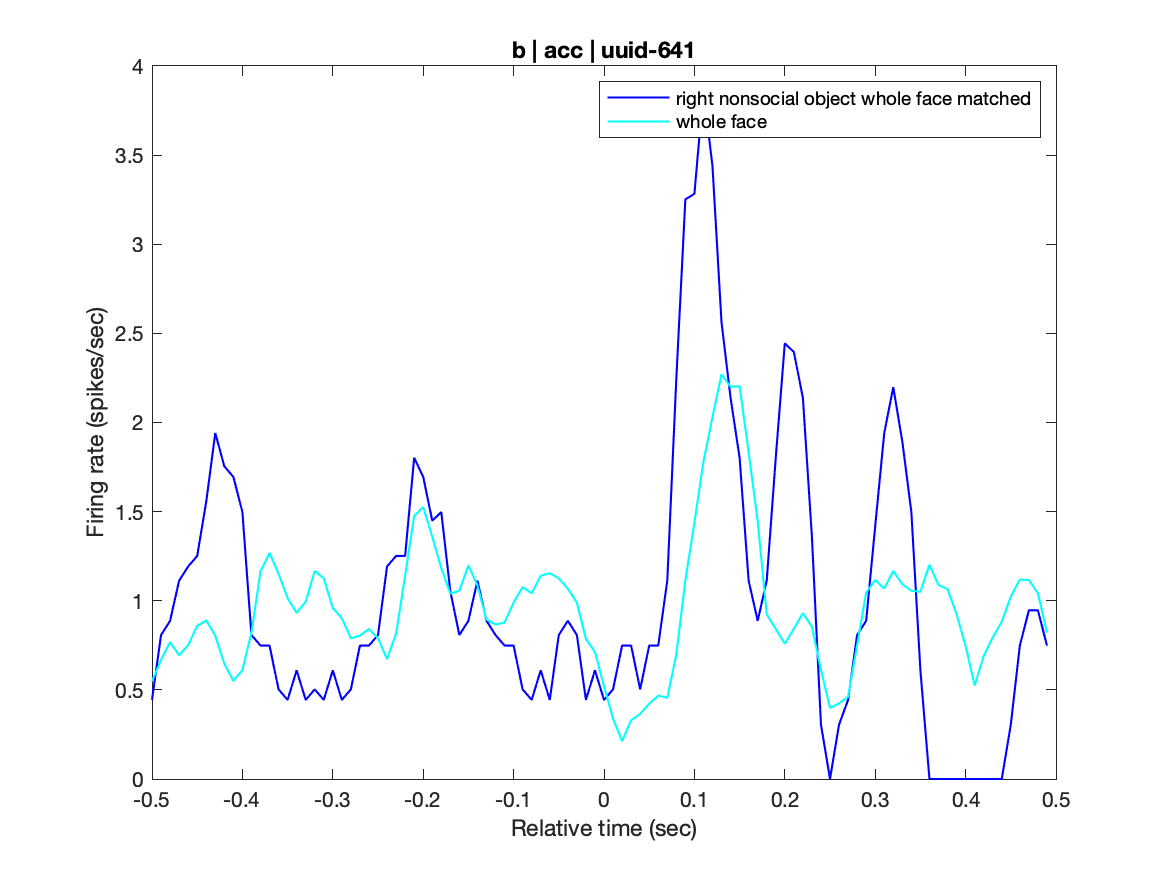 b | acc | uuid-641
right nonsocial object whole face matched
whole face
Firing rate (spikes/sec)
4
3.5
3
2.5
2
1.5
1
0.5
0
-0.5 -0.4 -0.3 -0.2 -0.1 0 0.1 0.2 0.3 0.4 0.5
Relative time (sec)